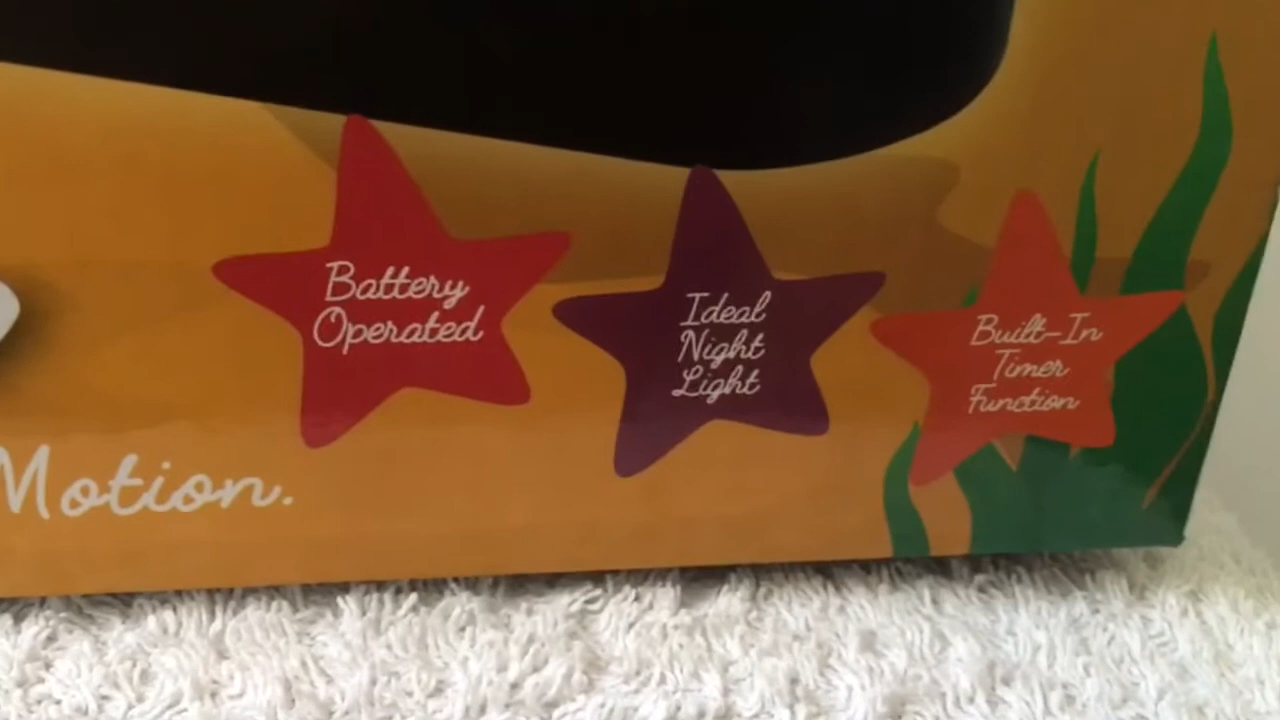 Battery
Operated
Ideal
Night
Light
Built-In
Timer
Function
Motion.